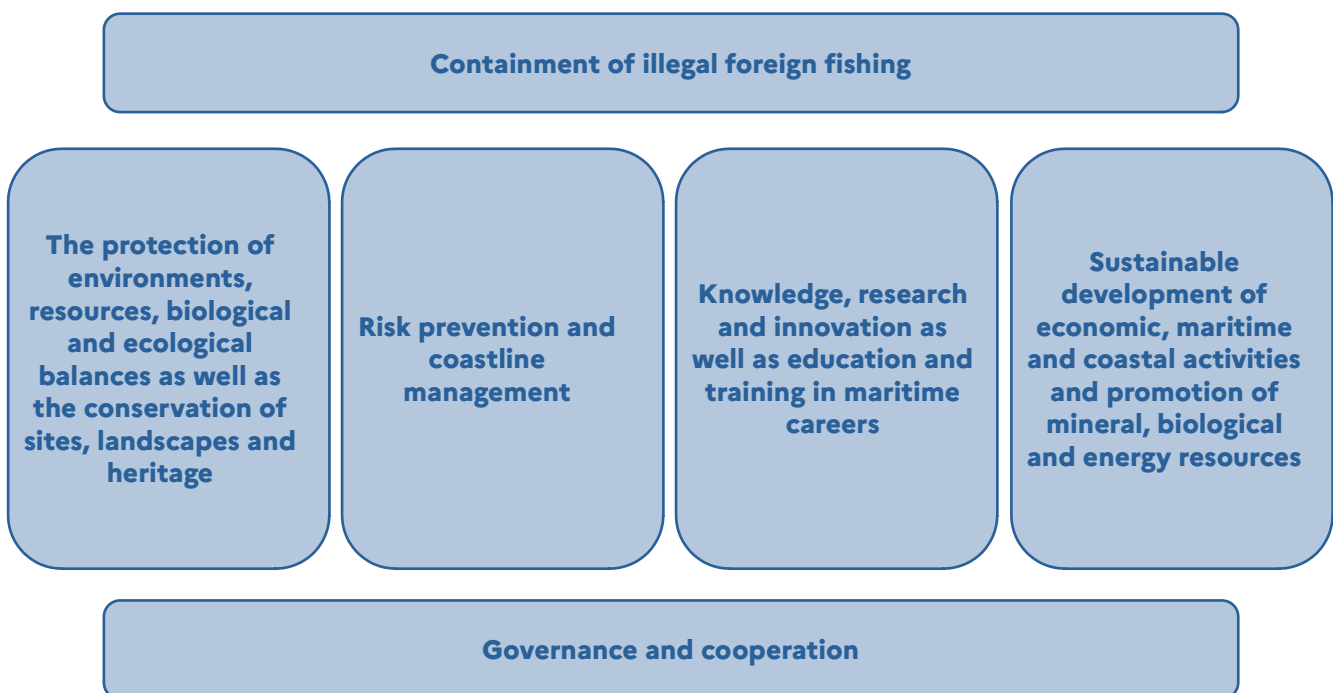 Containment of illegal foreign fishing
The protection of
environments,
resources, biological
and ecological
balances as well as
the conservation of
sites, landscapes and
heritage
Risk prevention and
coastline
management
Knowledge, research
and innovation as
well as education and
training in maritime
careers
Sustainable
development of
economic, maritime
and coastal activities
and promotion of
mineral, biological
and energy resources
Governance and cooperation